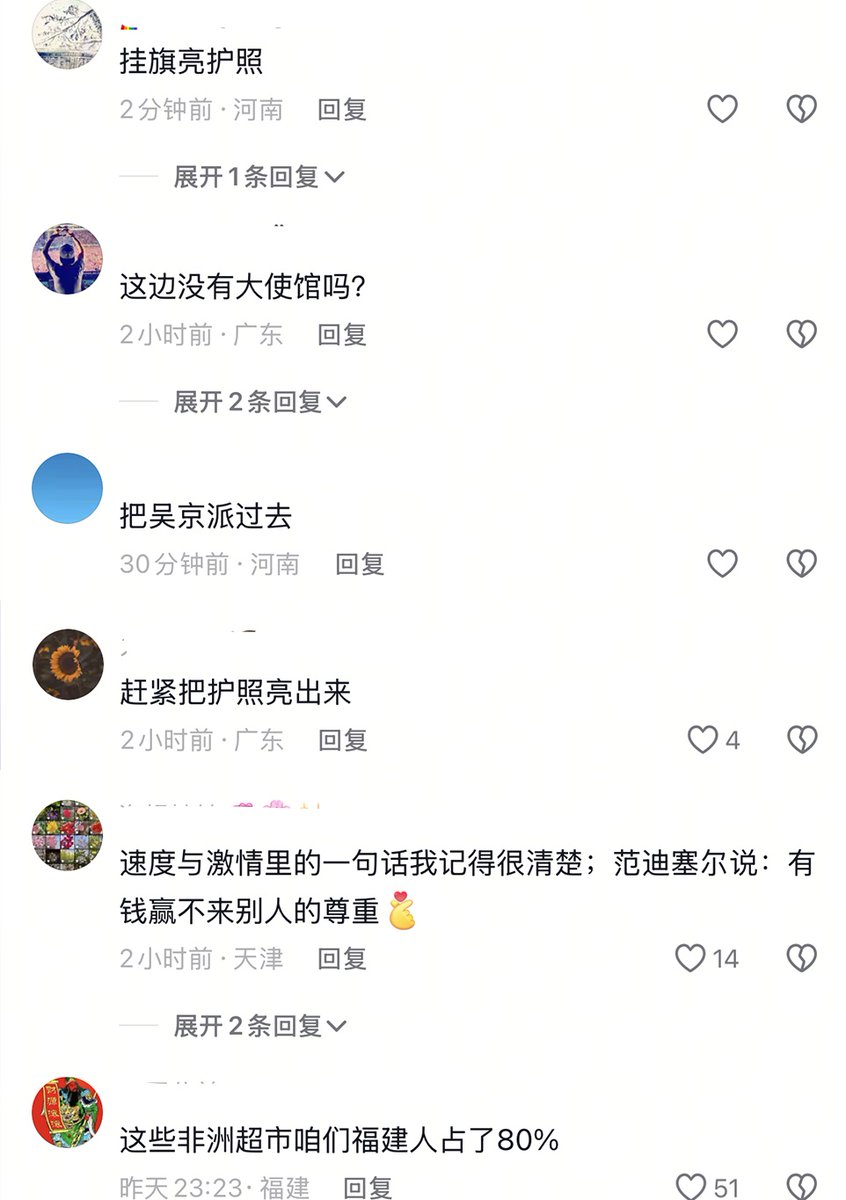 挂旗亮护照
2分钟前 · 河南 回复
展开1条回复
这边没有大使馆吗?
2小时前 · 广东 回复
展开2条回复
把吴京派过去
30分钟前 · 河南 回复
赶紧把护照亮出来
2小时前 · 广东 回复
4
速度与激情里的一句话我记得很清楚；范迪塞尔说：有
钱赢不来别人的尊重
2小时前 · 天津 回复
14
展开2条回复
这些非洲超市咱们福建人占了80%
昨天23:23 · 福建 回复
51